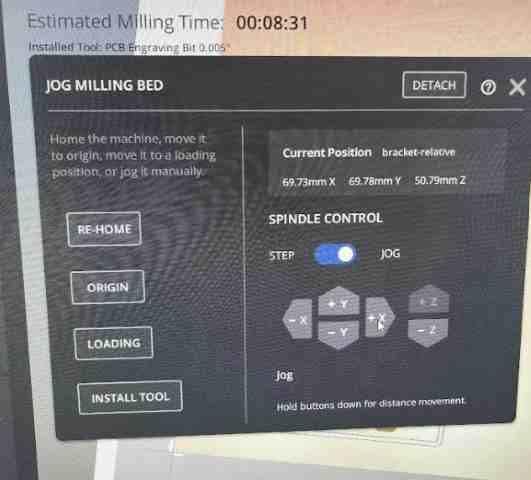 Estimated Milling Time: 00:08:31
Installed Tool: PCB Engraving Bit 0.005"
JOG MILLING BED
DETACH
?
Home the machine, move it
to origin, move it to a loading
position, or jog it manually.
RE-HOME
ORIGIN
LOADING
INSTALL TOOL
Current Position bracket-relative
69.73mm X 69.78mm Y 50.79mm Z
SPINDLE CONTROL
STEP JOG
+ Y
+ Z
- X
+ X
- Y
- Z
Jog
Hold buttons down for distance movement.